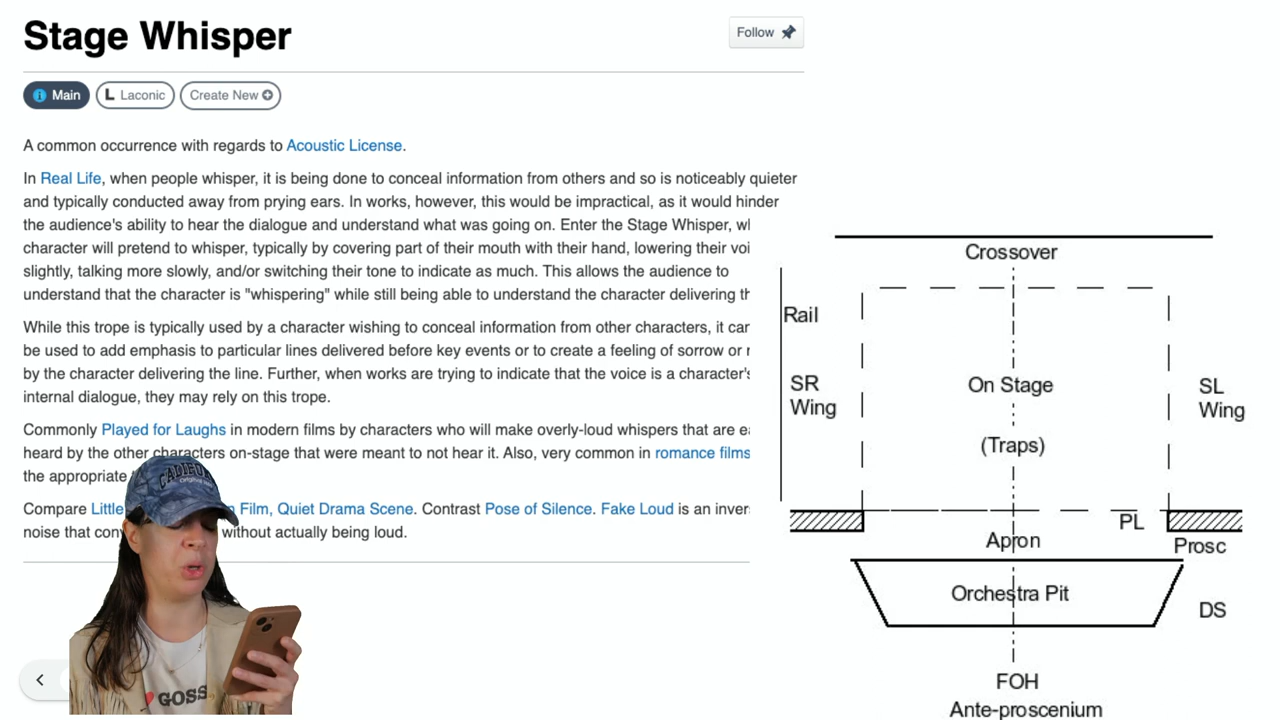 Stage Whisper
Follow
Main
L Laconic
Create New
A common occurrence with regards to Acoustic License.
In Real Life, when people whisper, it is being done to conceal information from others and so is noticeably quieter
and typically conducted away from prying ears. In works, however, this would be impractical, as it would hinder
the audience's ability to hear the dialogue and understand what was going on. Enter the Stage Whisper,
character will pretend to whisper, typically by covering part of their mouth with their hand, lowering their
slightly, talking more slowly, and/or switching their tone to indicate as much. This allows the audience to
understand that the character is "whispering" while still being able to understand the character delivering
While this trope is typically used by a character wishing to conceal information from other characters, it
be used to add emphasis to particular lines delivered before key events or to create a feeling of sorrow or
by the character delivering the line. Further, when works are trying to indicate that the voice is a character's
internal dialogue, they may rely on this trope.
Commonly Played for Laughs in modern films by characters who will make overly-loud whispers that are
heard by the other characters on-stage that were meant to not hear it. Also, very common in romance films
the appropriate
Compare Little Film, Quiet Drama Scene. Contrast Pose of Silence. Fake Loud is an
noise that without actually being loud.
Crossover
Rail
SR
Wing
On Stage
SL
Wing
(Traps)
PL
Apron
Prosc
Orchestra Pit
DS
FOH
Ante-proscenium
GOSS